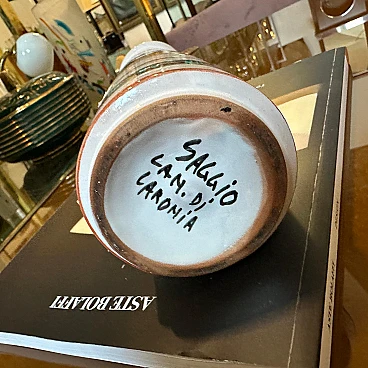 SAGGIO
CAM. DI
CARONIA
ASTE BOLAFFI